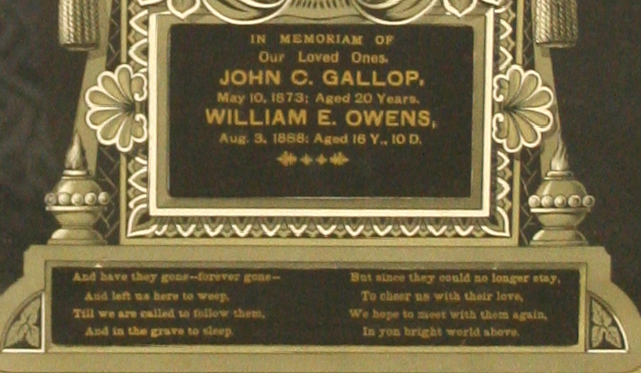 IN MEMORIAM OF
Our Loved Ones.
JOHN C. GALLOP,
May 10, 1873; Aged 20 Years.
WILLIAM E. OWENS,
Aug. 3, 1888; Aged 16 Y., 10 D.
And have they gone--forever gone--
And left us here to weep,
Till we are called to follow them,
And in the grave to sleep.
But since they could no longer stay,
To cheer us with their love,
We hope to meet with them again,
In yon bright world above.